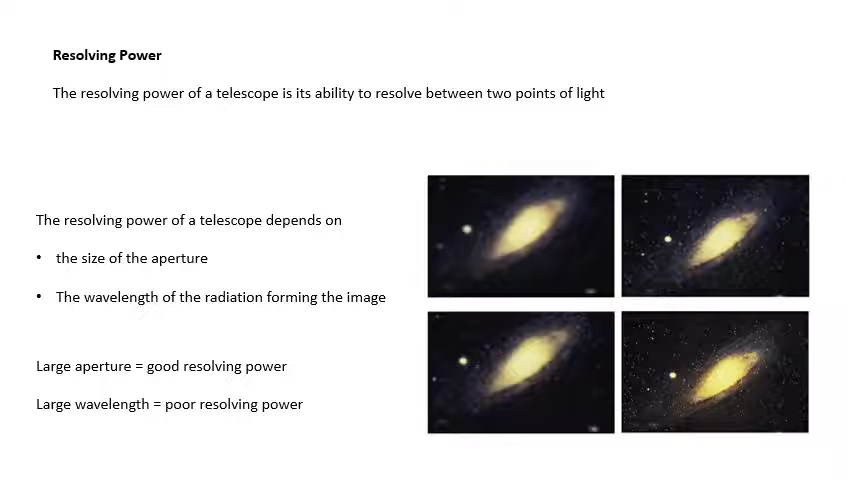 Resolving Power
The resolving power of a telescope is its ability to resolve between two points of light
The resolving power of a telescope depends on
• the size of the aperture
• The wavelength of the radiation forming the image
Large aperture = good resolving power
Large wavelength = poor resolving power